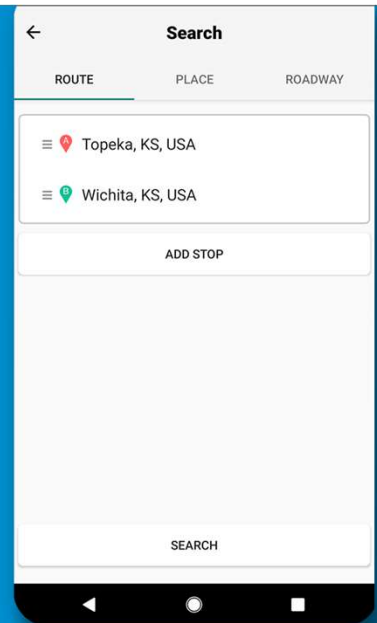 Search
ROUTE PLACE ROADWAY
A Topeka, KS, USA
B Wichita, KS, USA
ADD STOP
SEARCH